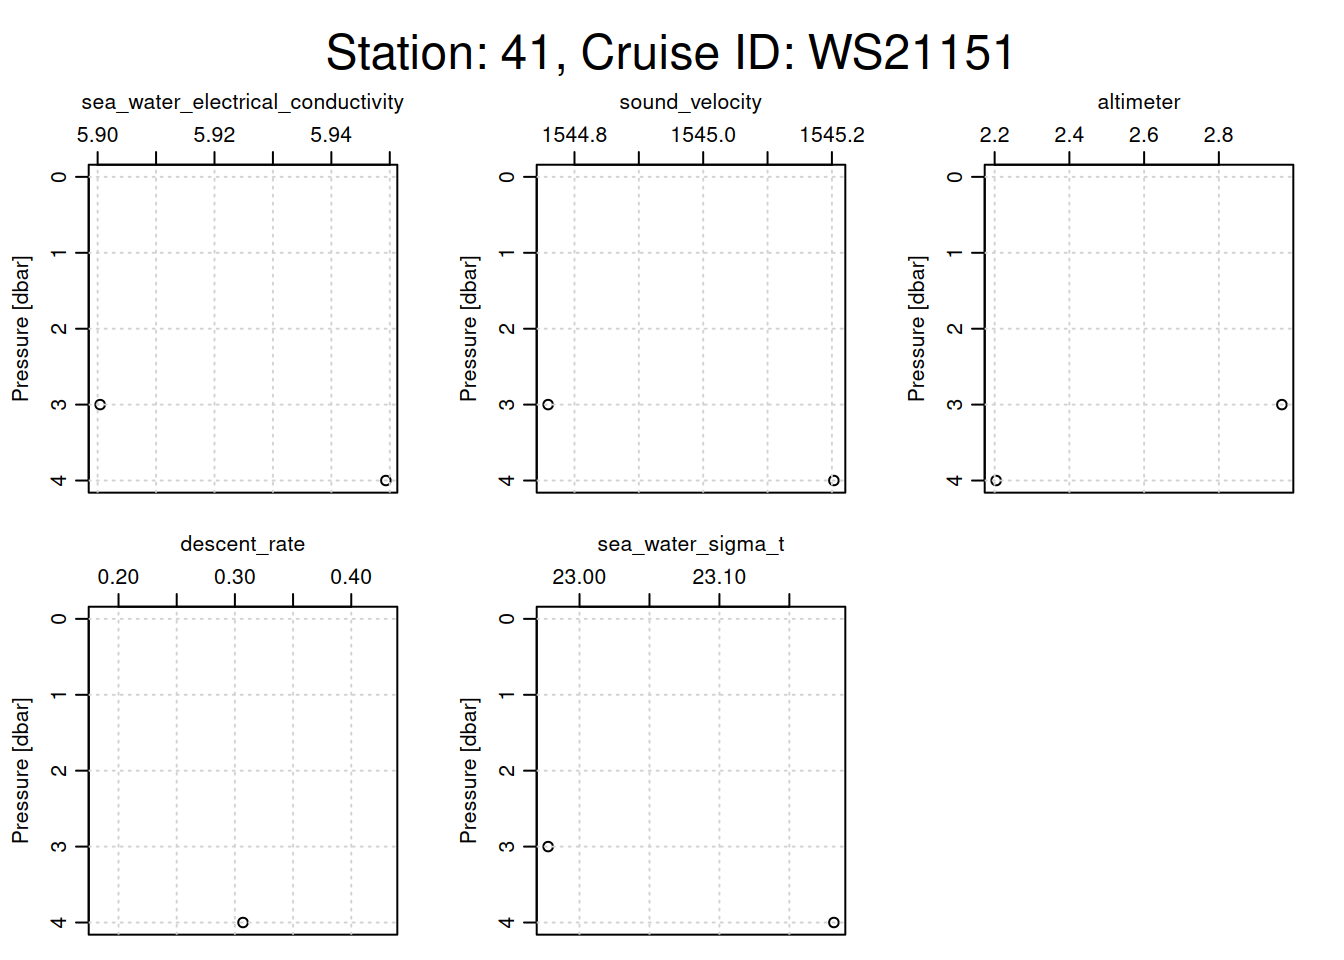 Station: 41, Cruise ID: WS21151
sea_water_electrical_conductivity
5.90 5.92 5.94
Pressure [dbar]
0
1
2
3
4
sound_velocity
1544.8 1545.0 1545.2
Pressure [dbar]
0
1
2
3
4
altimeter
2.2 2.4 2.6 2.8
Pressure [dbar]
0
1
2
3
4
descent_rate
0.20 0.30 0.40
Pressure [dbar]
0
1
2
3
4
sea_water_sigma_t
23.00 23.10
Pressure [dbar]
0
1
2
3
4